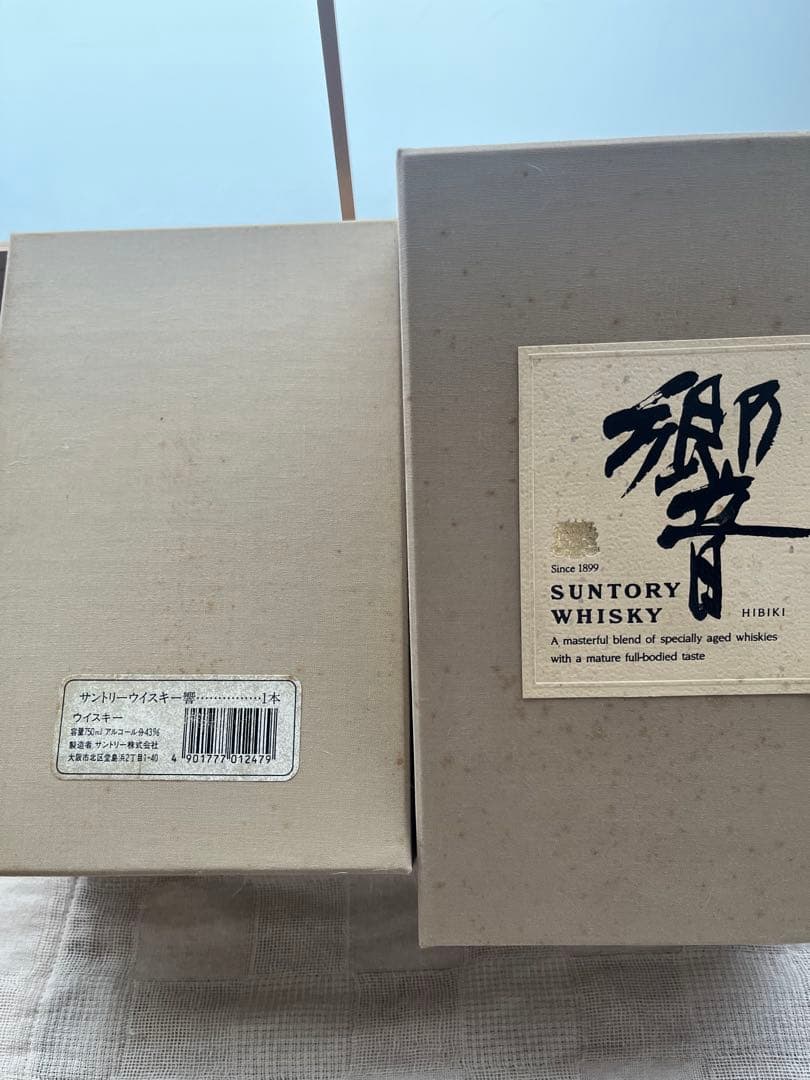 サントリーウイスキー響……………1本
ウイスキー
容量750ml アルコール分43%
製造者 サントリー株式会社
大阪市北区堂島浜2丁目1-40
4 901777 012479
響
Since 1899
SUNTORY
WHISKY
HIBIKI
A masterful blend of specially aged whiskies
with a mature full-bodied taste